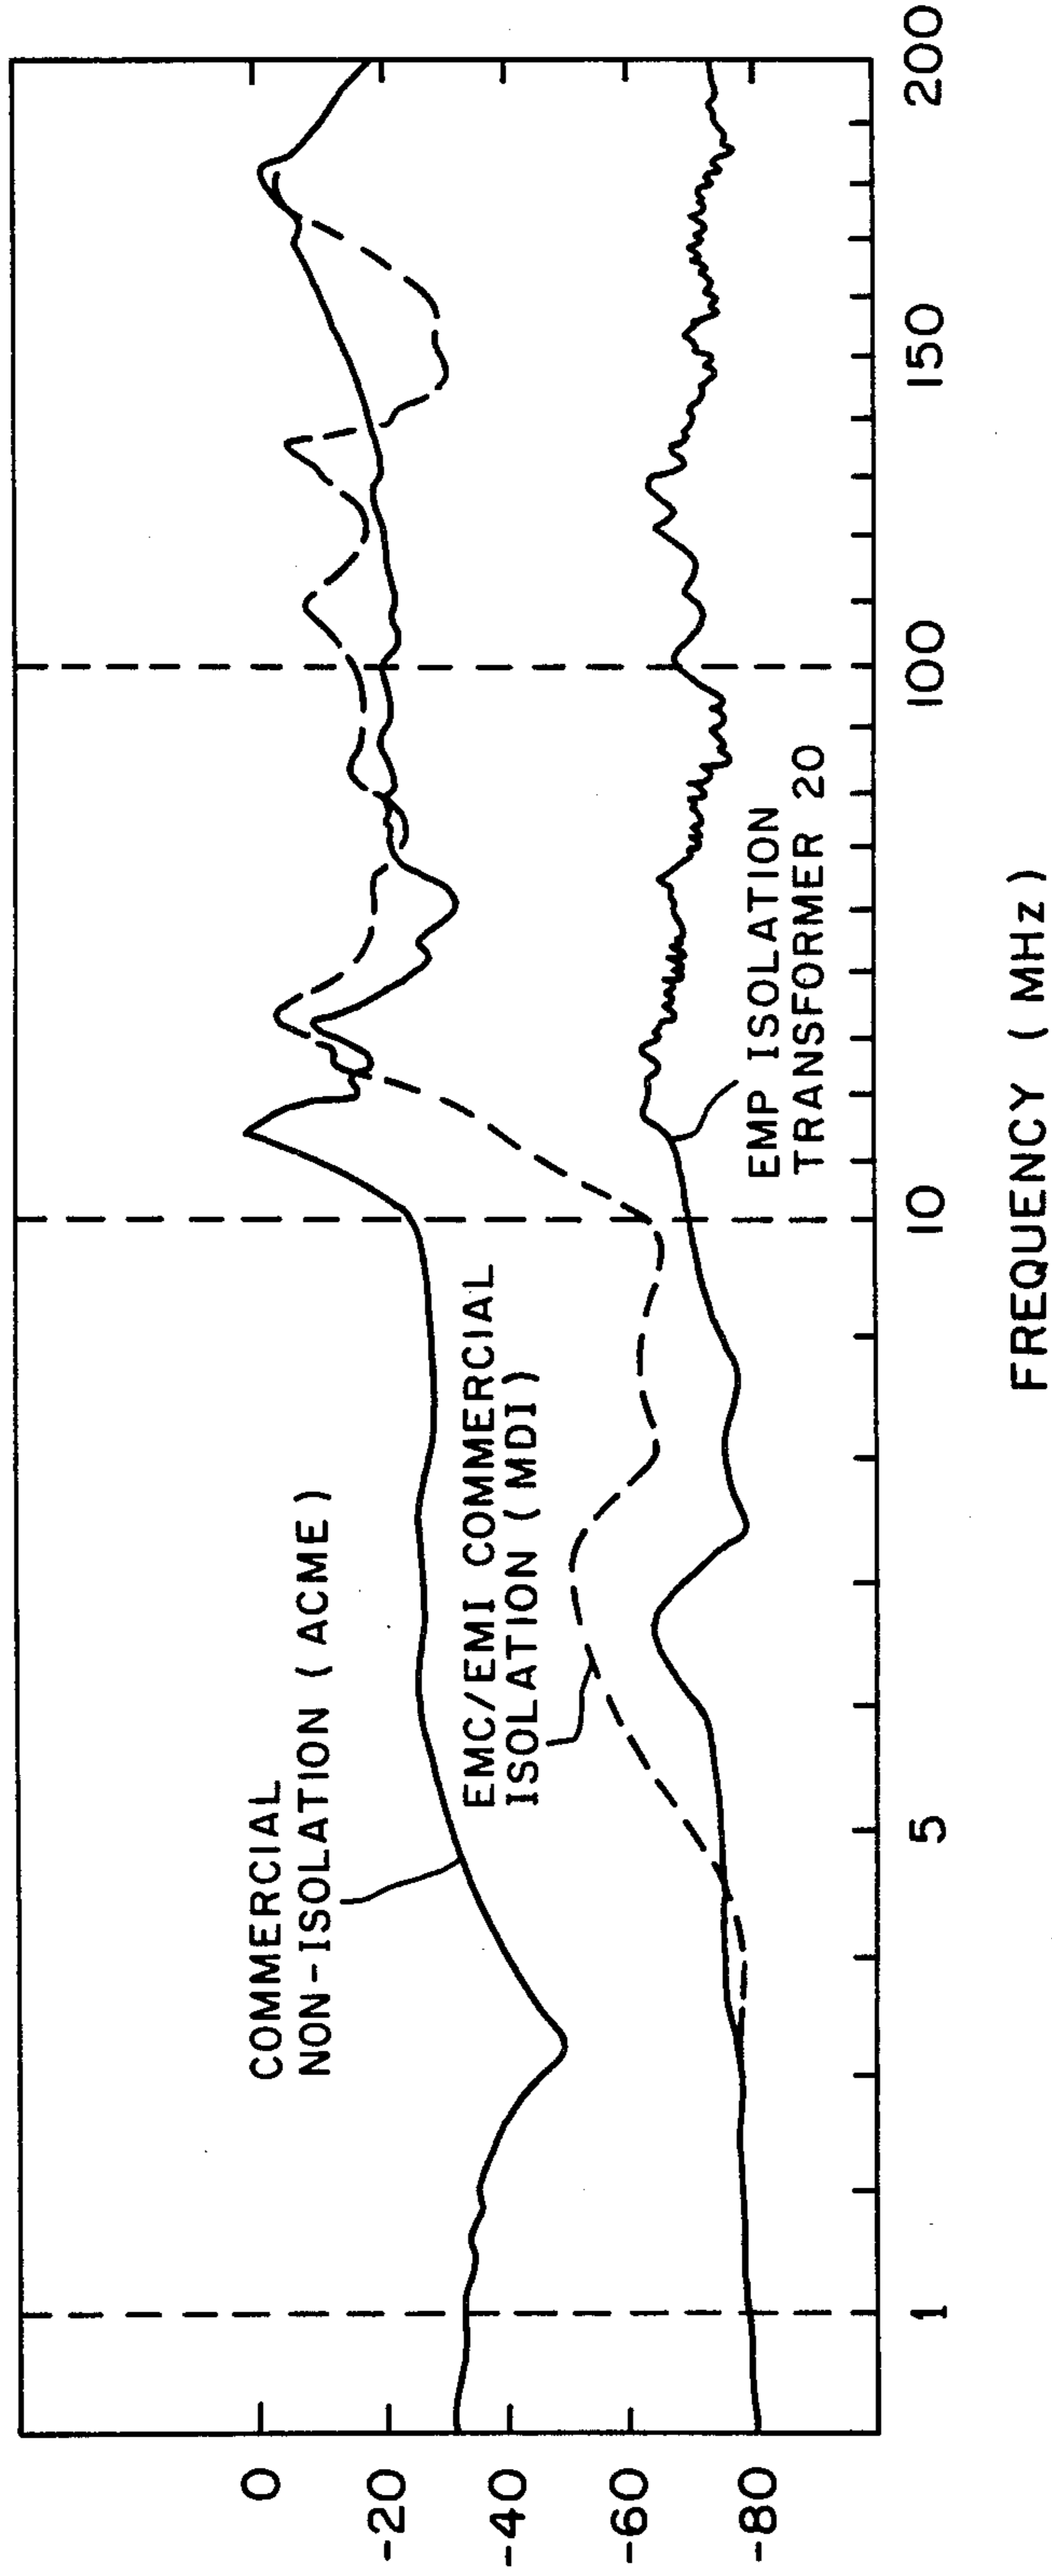 0
-20
-40
-60
-80
COMMERCIAL
NON-ISOLATION (ACME)
EMC/EMI COMMERCIAL
ISOLATION (MDI)
EMP ISOLATION
TRANSFORMER 20
1
5
10
100
150
200
FREQUENCY (MHz)